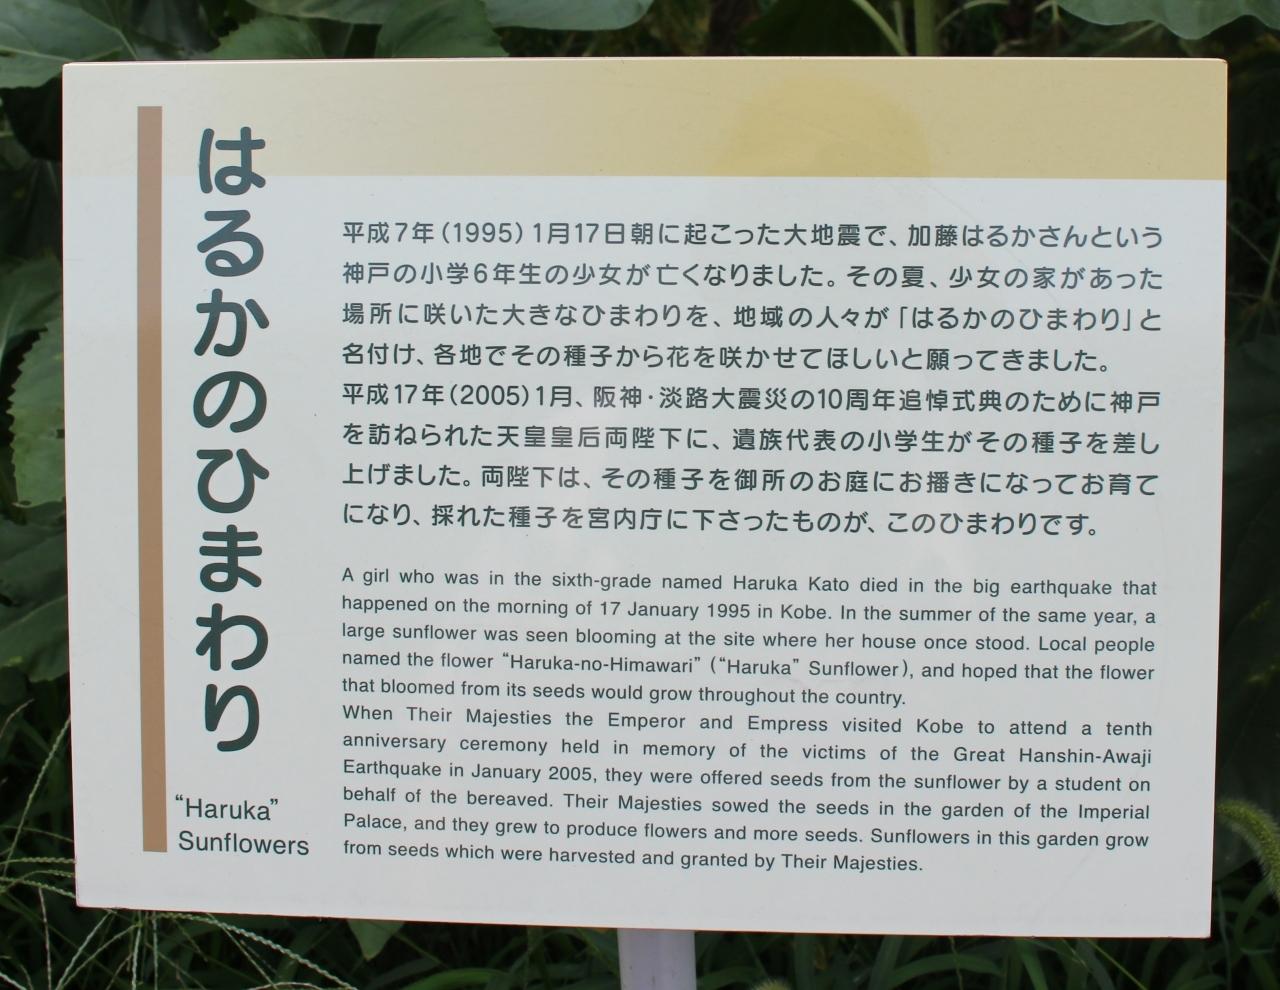 はるかのひまわり
"Haruka"
Sunflowers
平成7年(1995)1月17日朝に起こった大地震で、加藤はるかさんという
神戸の小学6年生の少女が亡くなりました。その夏、少女の家があった
場所に咲いた大きなひまわりを、地域の人々が「はるかのひまわり」と
名付け、各地でその種子から花を咲かせてほしいと願ってきました。
平成17年(2005)1月、阪神・淡路大震災の10周年追悼式典のために神戸
を訪ねられた天皇皇后両陛下に、遺族代表の小学生がその種子を差し
上げました。両陛下は、その種子を御所のお庭にお播きになってお育て
になり、採れた種子を宮内庁に下さったものが、このひまわりです。
A girl who was in the sixth-grade named Haruka Kato died in the big earthquake that
happened on the morning of 17 January 1995 in Kobe. In the summer of the same year, a
large sunflower was seen blooming at the site where her house once stood. Local people
named the flower "Haruka-no-Himawari" ("Haruka" Sunflower), and hoped that the flower
that bloomed from its seeds would grow throughout the country.
When Their Majesties the Emperor and Empress visited Kobe to attend a tenth
anniversary ceremony held in memory of the victims of the Great Hanshin-Awaji
Earthquake in January 2005, they were offered seeds from the sunflower by a student on
behalf of the bereaved. Their Majesties sowed the seeds in the garden of the Imperial
Palace, and they grew to produce flowers and more seeds. Sunflowers in this garden grow
from seeds which were harvested and granted by Their Majesties.